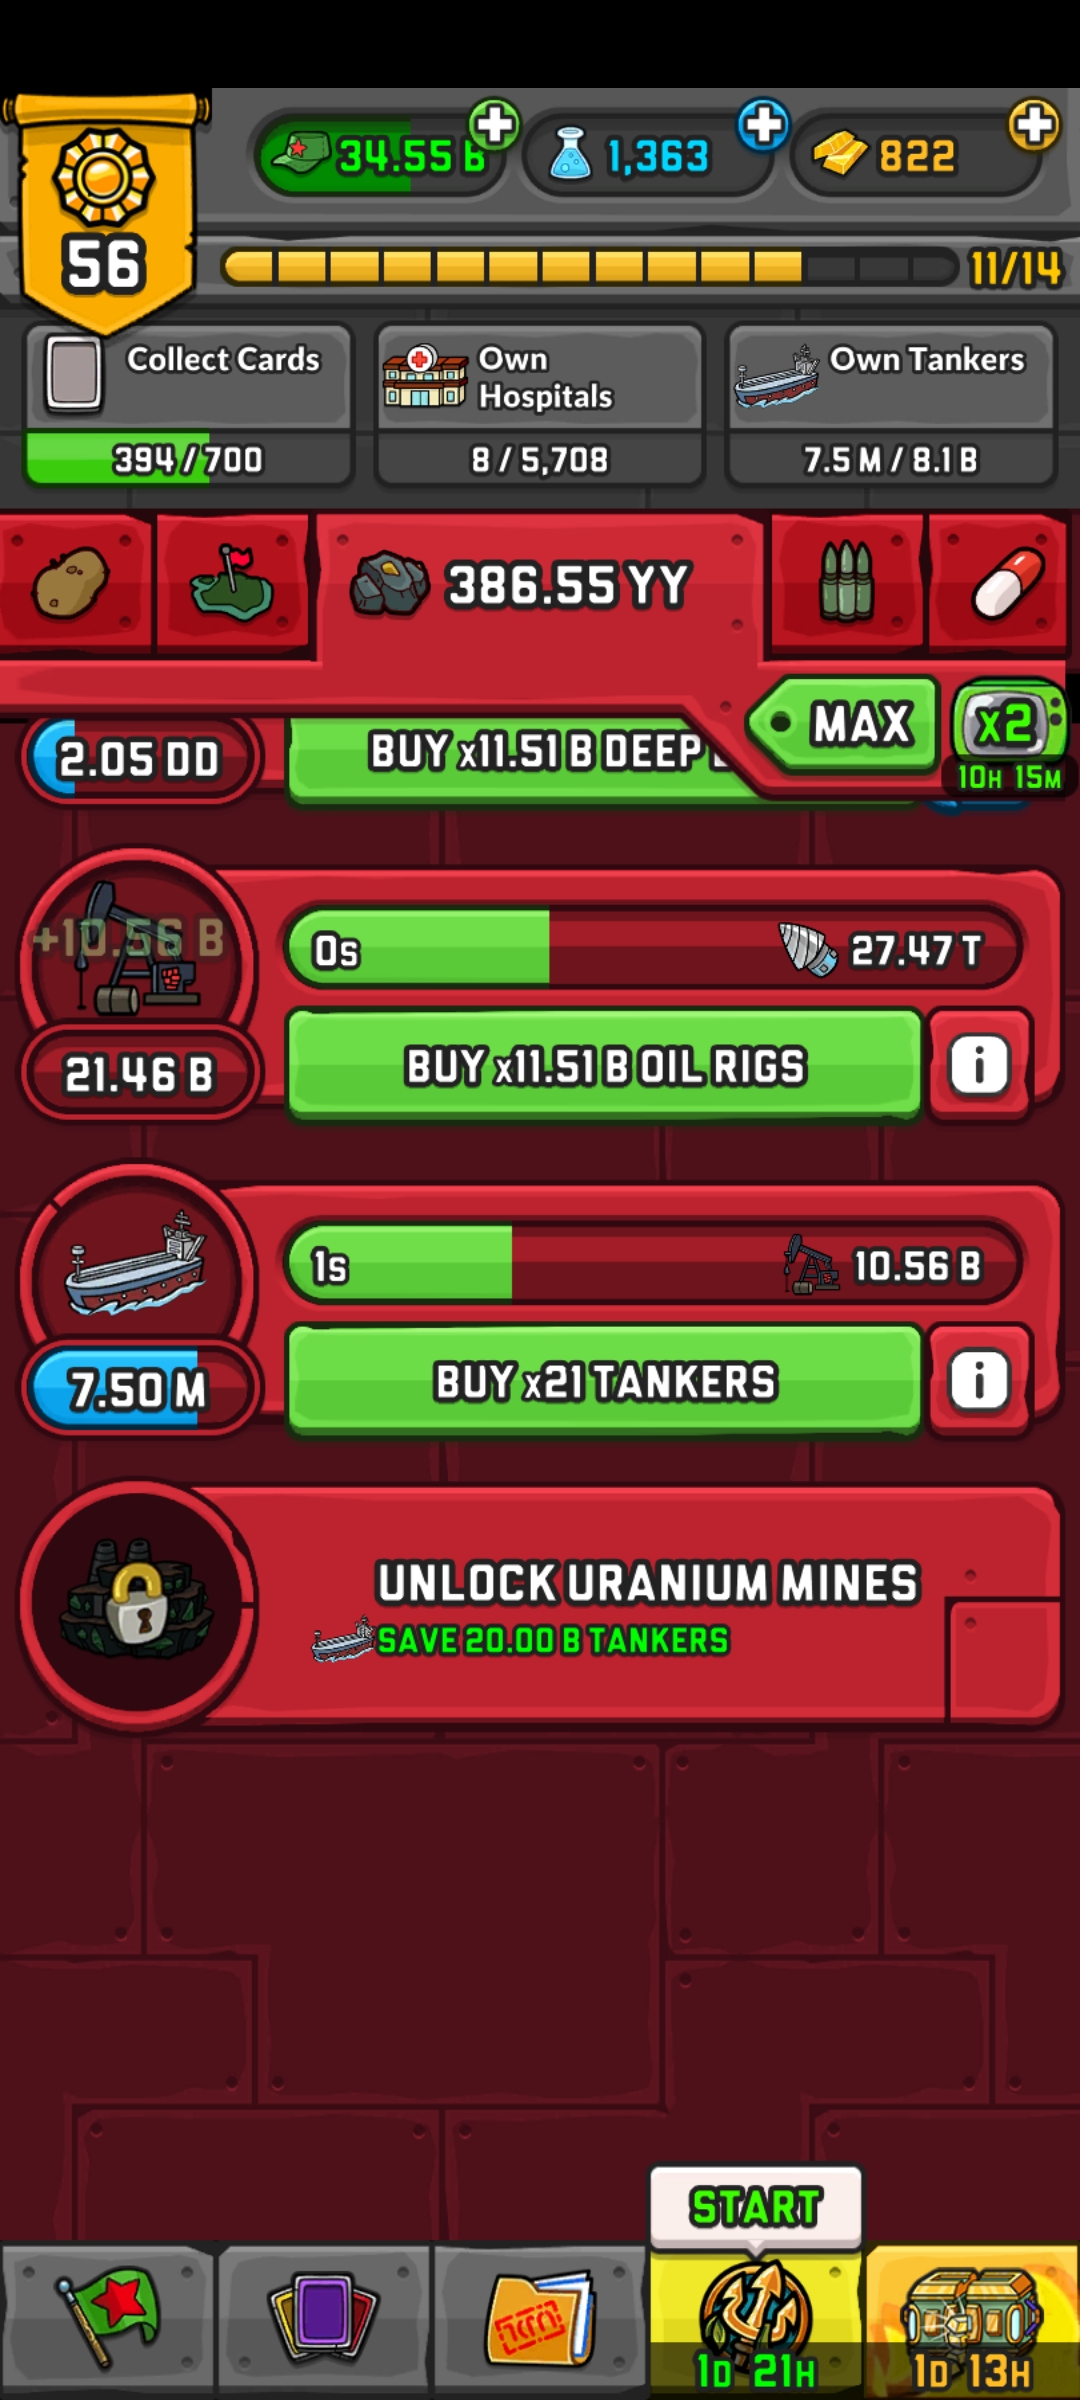 34.55 B
1,363
822
56
11/14
Collect Cards
394/700
Own
Hospitals
8 / 5,708
Own Tankers
7.5 M / 8.1 B
386.55 YY
MAX
x2
10H 15M
2.05 DD
BUY x11.51 B DEEP
+10.56 B
0s
27.47 T
21.46 B
BUY x11.51 B OIL RIGS
i
1s
10.56 B
7.50 M
BUY x21 TANKERS
i
UNLOCK URANIUM MINES
SAVE 20.00 B TANKERS
START
1D 21H
1D 13H